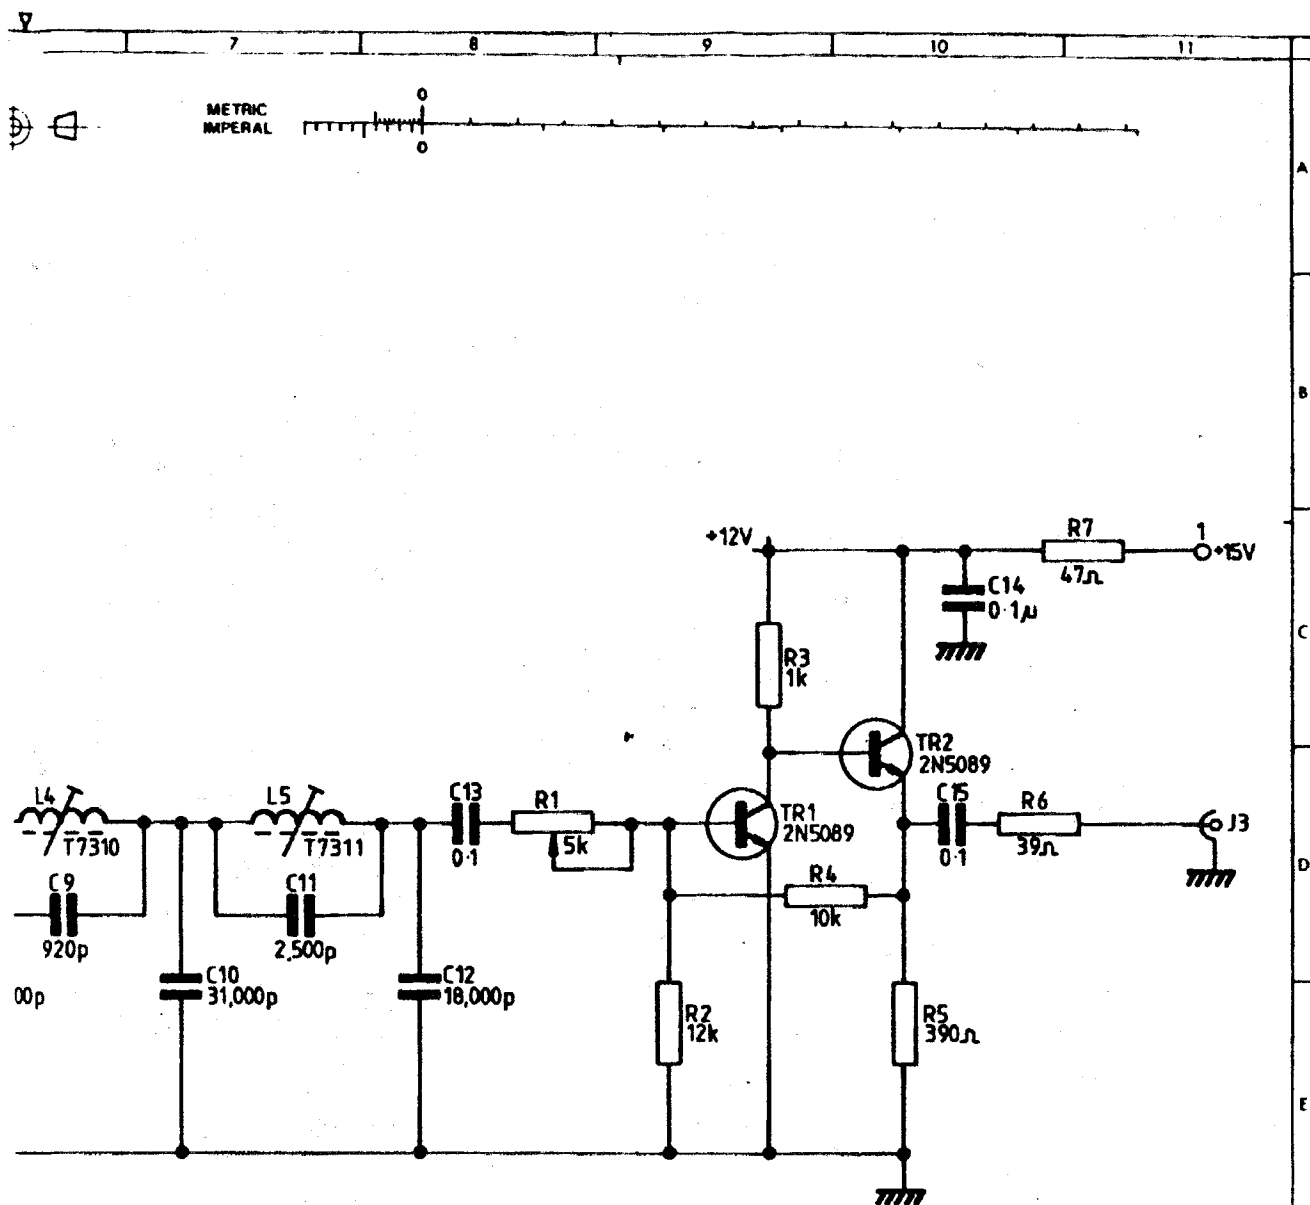 7 8 9 10 11
METRIC 0
IMPERAL 0
A
B
+12V R7 1
47Ω +15V
C14
0·1µ
C
R3
1k
TR2
2N5089
L4 L5 C13 R1 TR1 C15 R6
T7310 T7311 0·1 5k 2N5089 0·1 39Ω J3
D
C9 C11 R4
920p 2,500p 10k
00p C10 C12
31,000p 18,000p
R2 R5
12k 390Ω
E